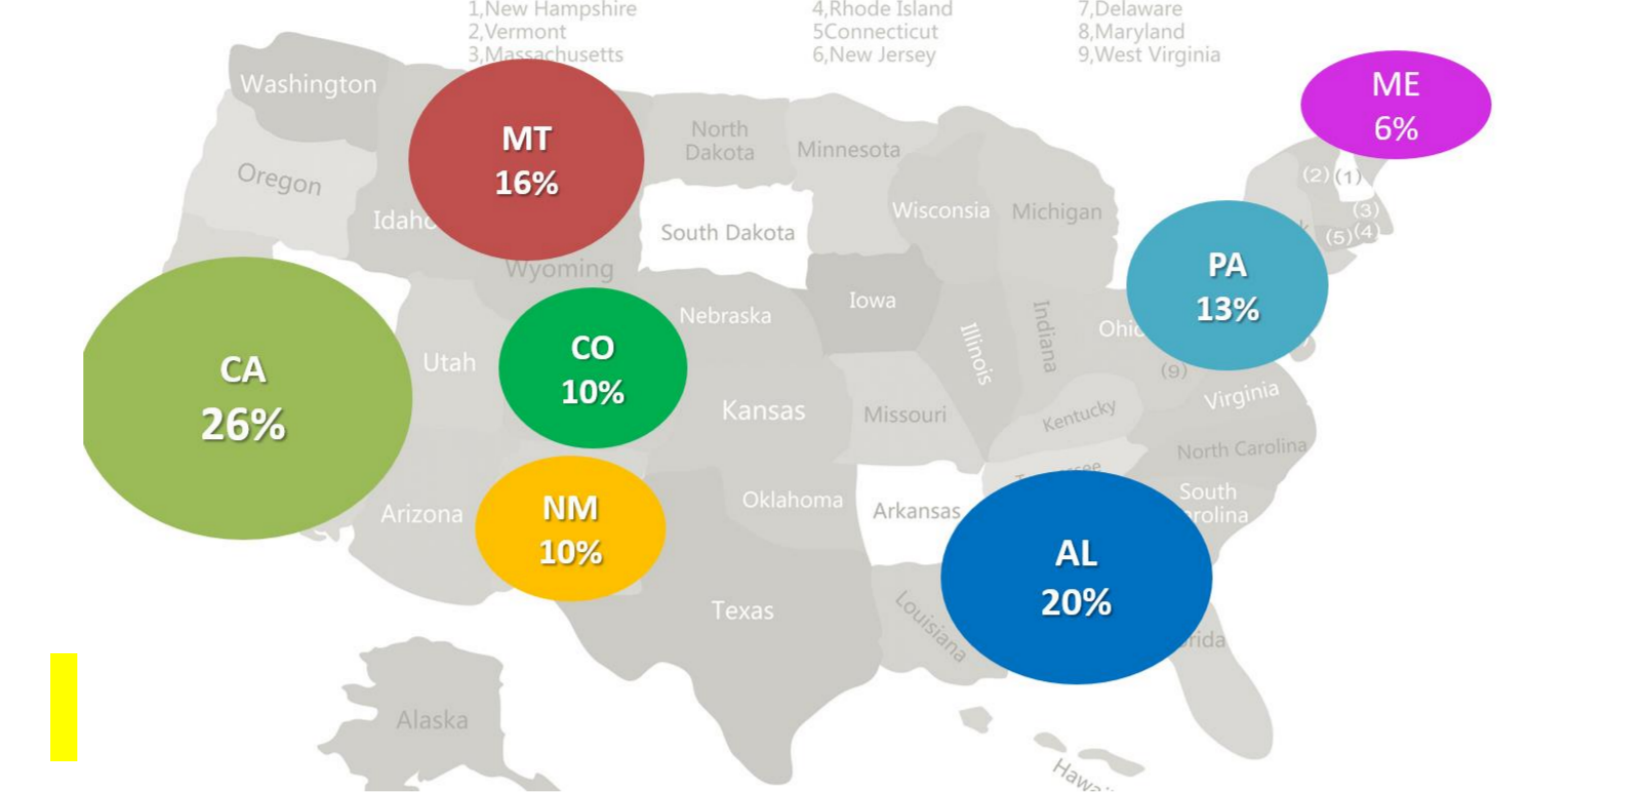 1,New Hampshire
2,Vermont
3,Massachusetts
4,Rhode Island
5Connecticut
6,New Jersey
7,Delaware
8,Maryland
9,West Virginia
Washington
MT
16%
North
Dakota
Minnesota
ME
6%
Oregon
Idaho
South Dakota
Wisconsia
Michigan
(2)
(1)
(3)
(5)
(4)
Wyoming
PA
13%
Nebraska
Iowa
Illinois
Indiana
Ohio
CA
26%
Utah
CO
10%
Kansas
Missouri
Kentucky
(9)
Virginia
North Carolina
Arizona
NM
10%
Oklahoma
Arkansas
South
rolina
AL
20%
Texas
Louisiana
rida
Alaska